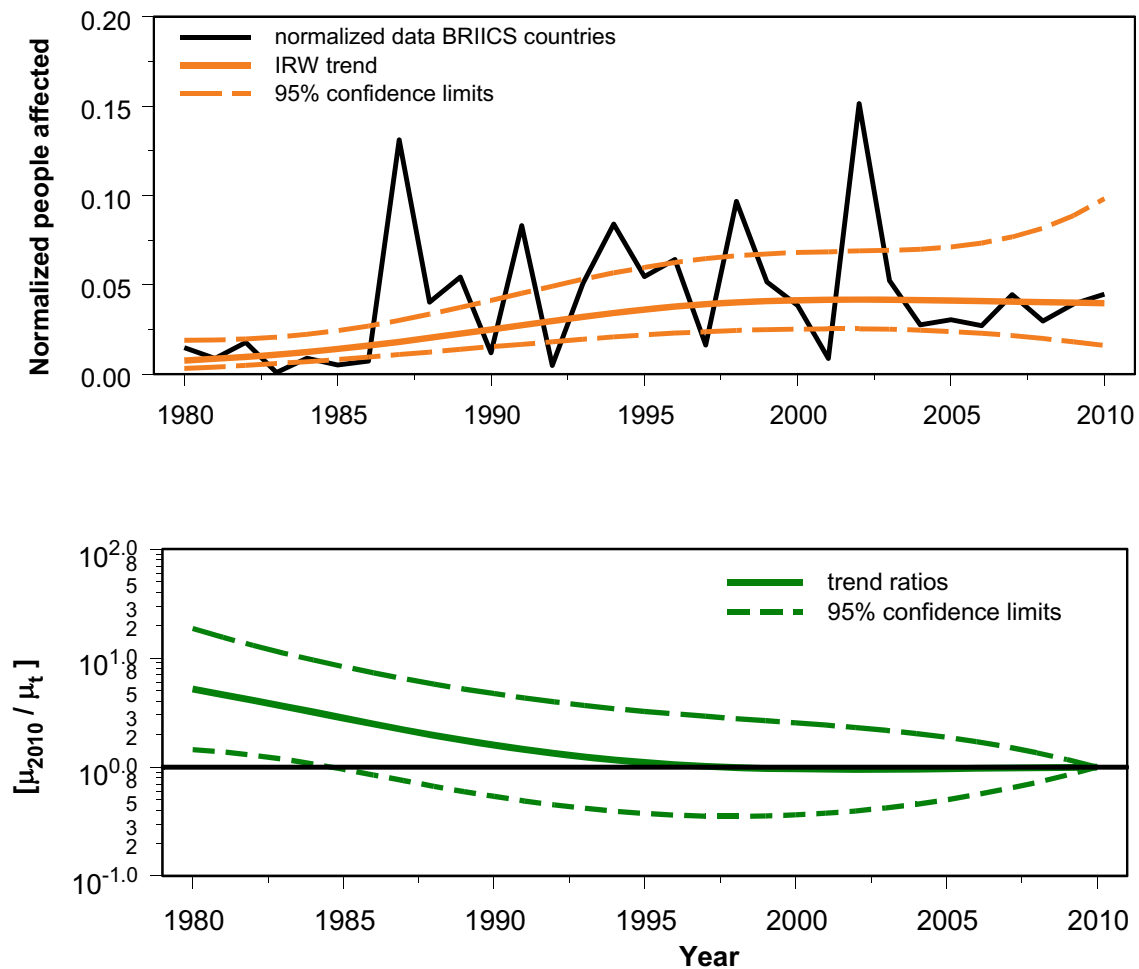 0.20
normalized data BRIICS countries
IRW trend
95% confidence limits
0.15
0.10
0.05
0.00
Normalized people affected
1980 1985 1990 1995 2000 2005 2010
10^2.0
8
5
3
2
10^1.0
8
5
3
2
10^0.0
8
5
3
2
10^-1.0
trend ratios
95% confidence limits
[μ2010 / μt ]
1980 1985 1990 1995 2000 2005 2010
Year